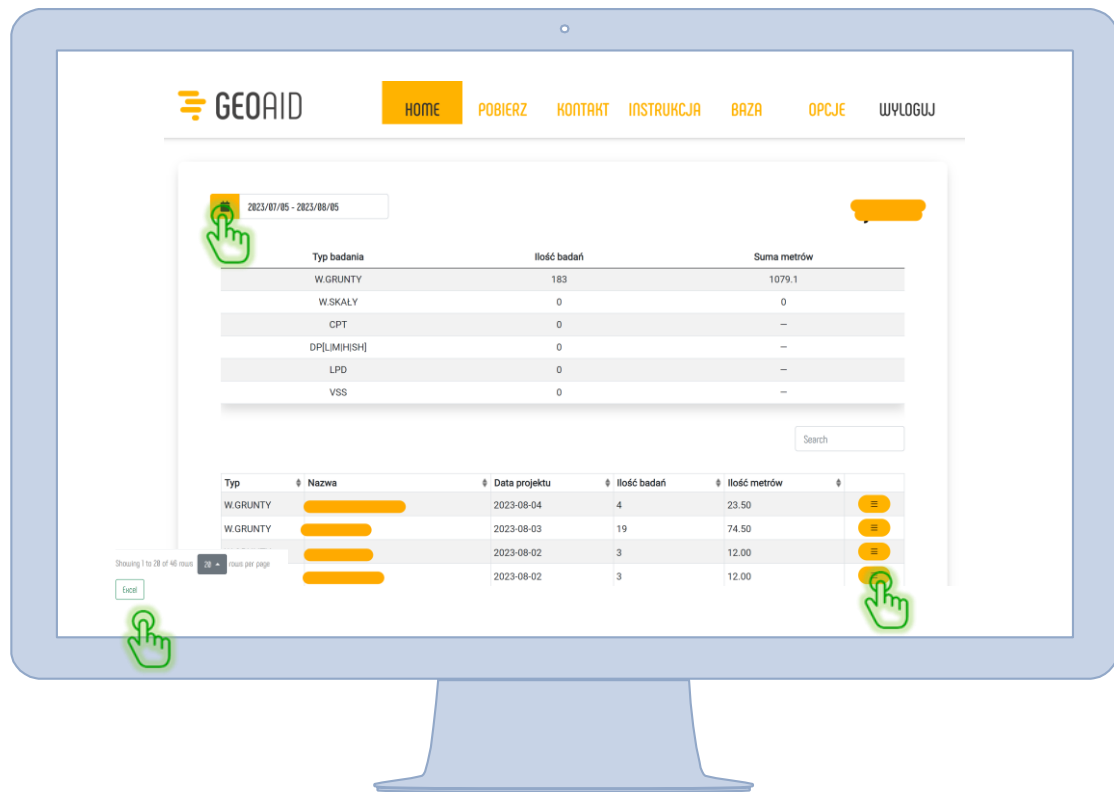 GEOAID HOME POBIERZ KONTAKT INSTRUKCJA BAZA OPCJE WYLOGUJ
2023/07/05 - 2023/08/05
Typ badania Ilość badań Suma metrów
W.GRUNTY 183 1079.1
W.SKAŁY 0 0
CPT 0 —
DP[L|M|H|SH] 0 —
LPD 0 —
VSS 0 —
Search
Typ Nazwa Data projektu Ilość badań Ilość metrów
W.GRUNTY 2023-08-04 4 23.50
W.GRUNTY 2023-08-03 19 74.50
2023-08-02 3 12.00
2023-08-02 3 12.00
Showing 1 to 20 of 46 rows 20 rows per page
Excel